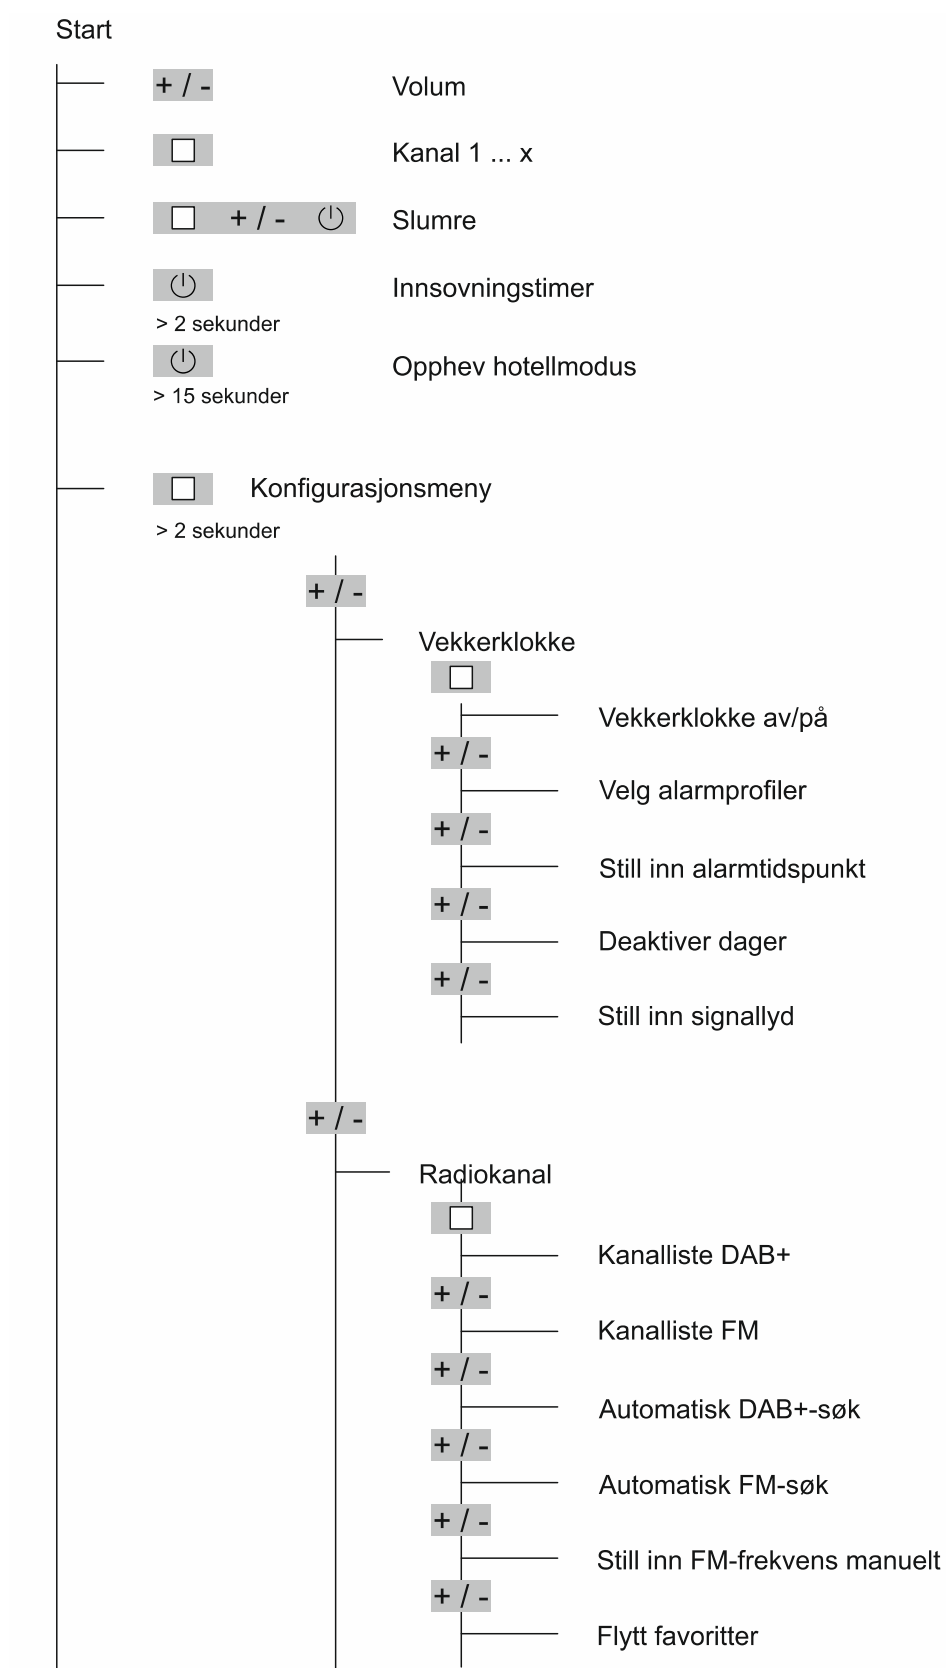 Start
+ / - Volum
Kanal 1 ... x
+ / - Slumre
Innsovningstimer
> 2 sekunder
Opphev hotellmodus
> 15 sekunder
Konfigurasjonsmeny
> 2 sekunder
+ / -
Vekkerklokke
Vekkerklokke av/på
+ / -
Velg alarmprofiler
+ / -
Still inn alarmtidspunkt
+ / -
Deaktiver dager
+ / -
Still inn signallyd
+ / -
Radiokanal
Kanalliste DAB+
+ / -
Kanalliste FM
+ / -
Automatisk DAB+-søk
+ / -
Automatisk FM-søk
+ / -
Still inn FM-frekvens manuelt
+ / -
Flytt favoritter